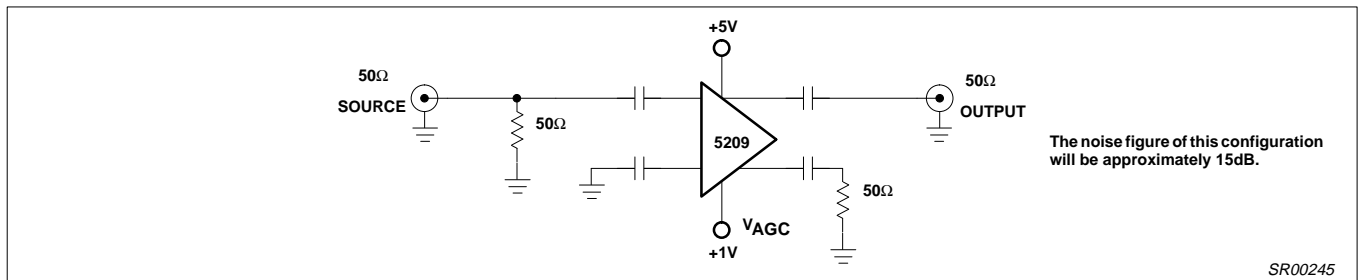 +5V
50Ω
50Ω
SOURCE
OUTPUT
50Ω
The noise figure of this configuration
will be approximately 15dB.
5209
50Ω
VAGC
+1V
SR00245